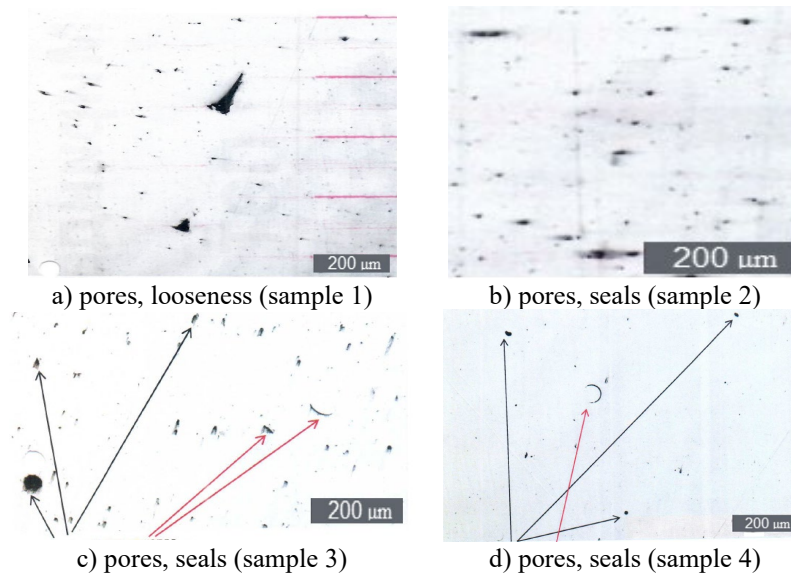 200 µm
200 µm
a) pores, looseness (sample 1)
b) pores, seals (sample 2)
200 µm
200 µm
c) pores, seals (sample 3)
d) pores, seals (sample 4)